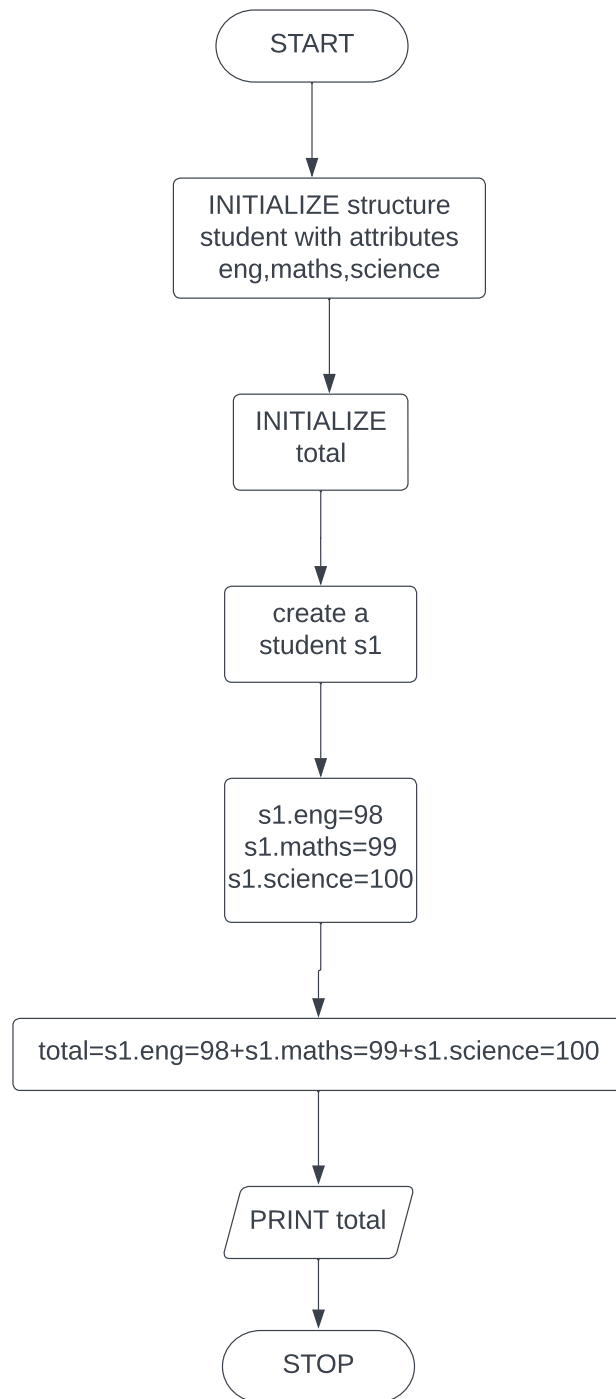 START
INITIALIZE structure
student with attributes
eng,maths,science
INITIALIZE
total
create a
student s1
s1.eng=98
s1.maths=99
s1.science=100
total=s1.eng=98+s1.maths=99+s1.science=100
PRINT total
STOP